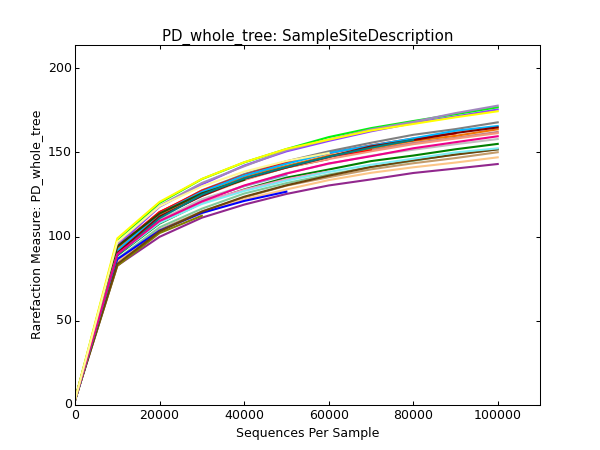 PD_whole_tree: SampleSiteDescription
200
150
100
50
0
Rarefaction Measure: PD_whole_tree
0 20000 40000 60000 80000 100000
Sequences Per Sample